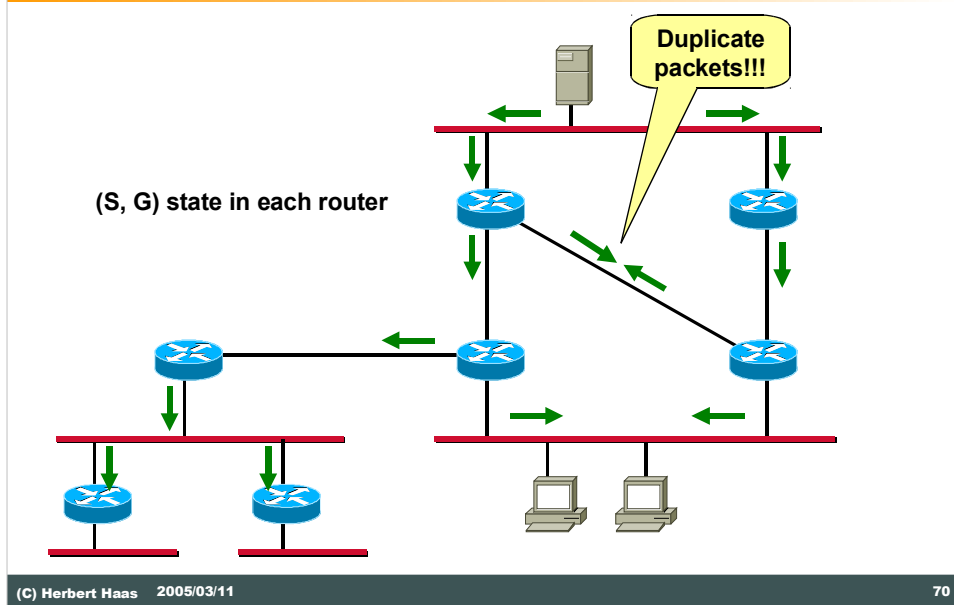 Duplicate
packets!!!
(S, G) state in each router
(C) Herbert Haas 2005/03/11
70